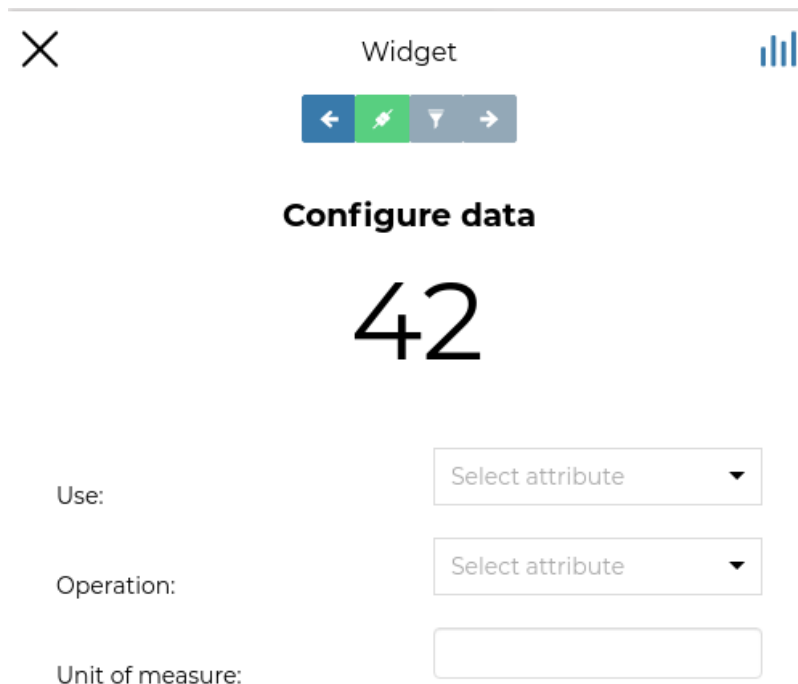 Widget
Configure data
42
Use:
Select attribute
Operation:
Select attribute
Unit of measure: